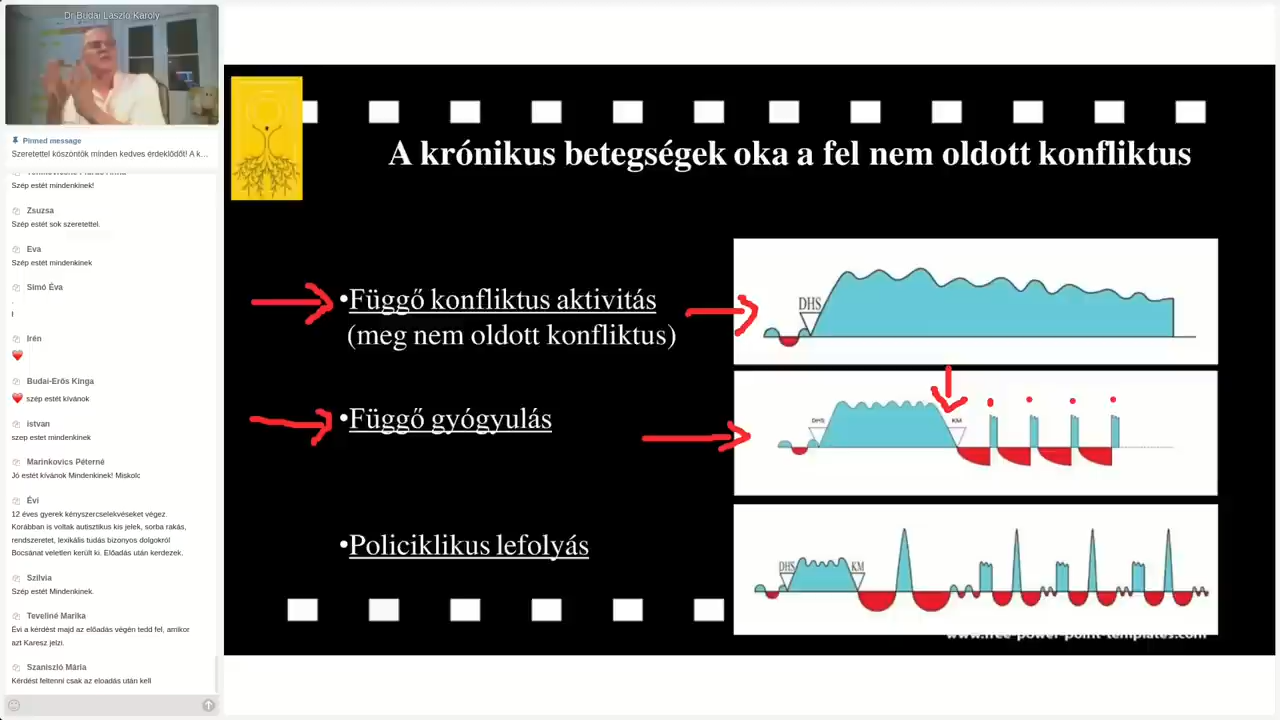 Dr Budai László Károly
Pinned message
Szeretettel köszöntök minden kedves érdeklődőt! A k…
Szép estét mindenkinek!
Zsuzsa
Szép estét sok szeretettel.
Eva
Szép estét mindenkinek
Simó Éva
.
!
Irén
❤️
Budai-Erős Kinga
❤️ szép estét kívánok
istvan
szep estet mindenkinek
Marinkovics Péterné
Jó estét kívánok Mindenkinek! Miskolc
Évi
12 éves gyerek kényszercselekvéseket végez.
Korábban is voltak autisztikus kis jelek, sorba rakás,
rendszeretet, lexikális tudás bizonyos dolgokról
Bocsánat veletlen került ki. Előadás után kerdezek.
Szilvia
Szép estét Mindenkinek.
Teveliné Marika
Évi a kérdést majd az előadás végén tedd fel, amikor
azt Karesz jelzi.
Szaniszló Mária
Kérdést feltenni csak az eloadás után kell
A krónikus betegségek oka a fel nem oldott konfliktus
•Függő konfliktus aktivitás
(meg nem oldott konfliktus)
DHS
•Függő gyógyulás
DHS
KM
•Policiklikus lefolyás
DHS
KM
www.free-power-point-templates.com